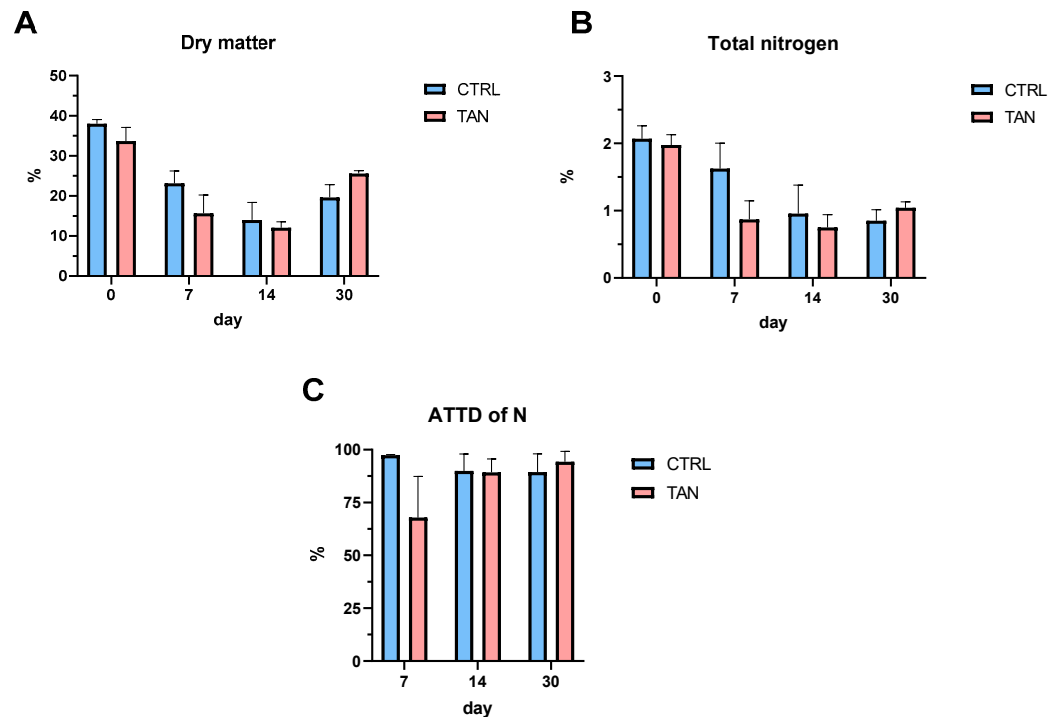 A
Dry matter
50
40
30
20
10
0
%
0 7 14 30
day
CTRL
TAN
B
Total nitrogen
3
2
1
0
%
0 7 14 30
day
CTRL
TAN
C
ATTD of N
100
75
50
25
0
%
7 14 30
day
CTRL
TAN